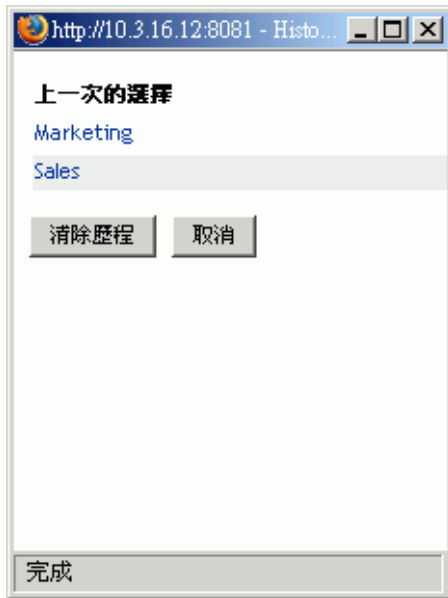 http://10.3.16.12:8081 - Histo...
上一次的選擇
Marketing
Sales
清除歷程 取消
完成